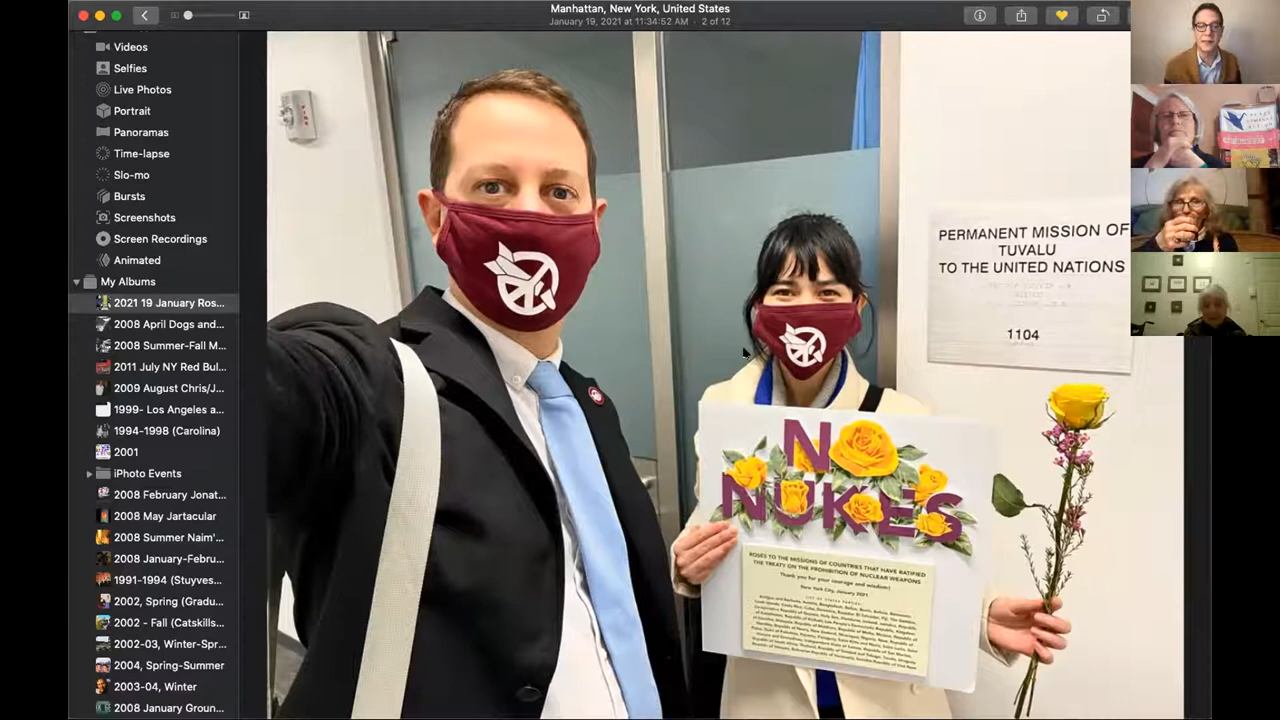 Manhattan, New York, United States
January 19, 2021 at 11:34:52 AM - 2 of 12
Videos
Selfies
Live Photos
Portrait
Panoramas
Time-lapse
Slo-mo
Bursts
Screenshots
Screen Recordings
Animated
My Albums
2021 19 January Ros...
2008 April Dogs and...
2008 Summer-Fall M...
2011 July NY Red Bul...
2009 August Chris/J...
1999- Los Angeles a...
1994-1998 (Carolina)
2001
iPhoto Events
2008 February Jonat...
2008 May Jartacular
2008 Summer Naim'...
2008 January-Febru...
1991-1994 (Stuyves...
2002, Spring (Gradu...
2002 - Fall (Catskills...
2002-03, Winter-Spr...
2004, Spring-Summer
2003-04, Winter
2008 January Groun...
FIRE
PERMANENT MISSION OF
TUVALU
TO THE UNITED NATIONS
1104
NO
NUKES
ROSES TO THE MISSIONS OF COUNTRIES THAT HAVE RATIFIED
THE TREATY ON THE PROHIBITION OF NUCLEAR WEAPONS
Thank you for your courage and wisdom!
New York City, January 2021
LIST OF STATES PARTIES